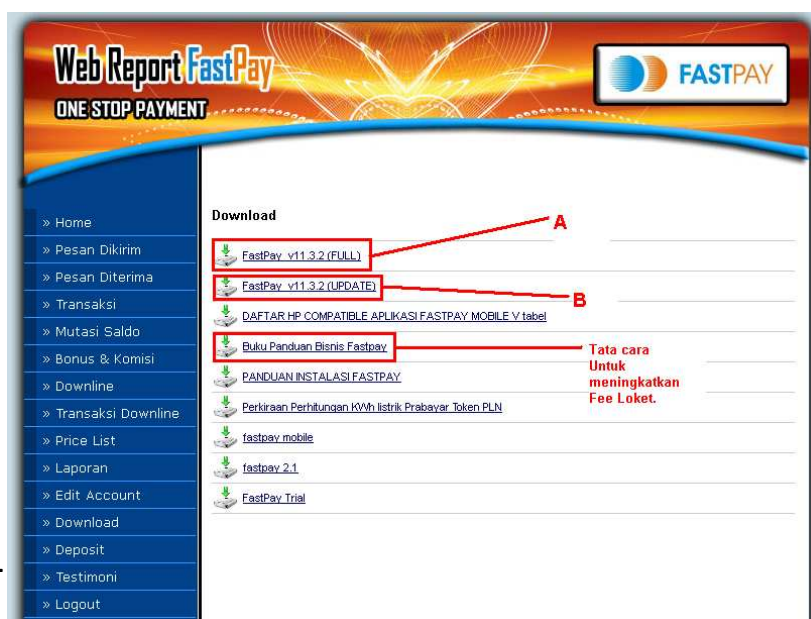 Web Report FastPay
ONE STOP PAYMENT
FASTPAY
» Home
» Pesan Dikirim
» Pesan Diterima
» Transaksi
» Mutasi Saldo
» Bonus & Komisi
» Downline
» Transaksi Downline
» Price List
» Laporan
» Edit Account
» Download
» Deposit
» Testimoni
» Logout
Download
A
FastPay v11.3.2 (FULL)
FastPay v11.3.2 (UPDATE)
B
DAFTAR HP COMPATIBLE APLIKASI FASTPAY MOBILE V tabel
Buku Panduan Bisnis Fastpay
Tata cara
Untuk
meningkatkan
Fee Loket.
PANDUAN INSTALASI FASTPAY
Perkiraan Perhitungan KWh listrik Prabayar Token PLN
fastpay mobile
fastpay 2.1
FastPay Trial